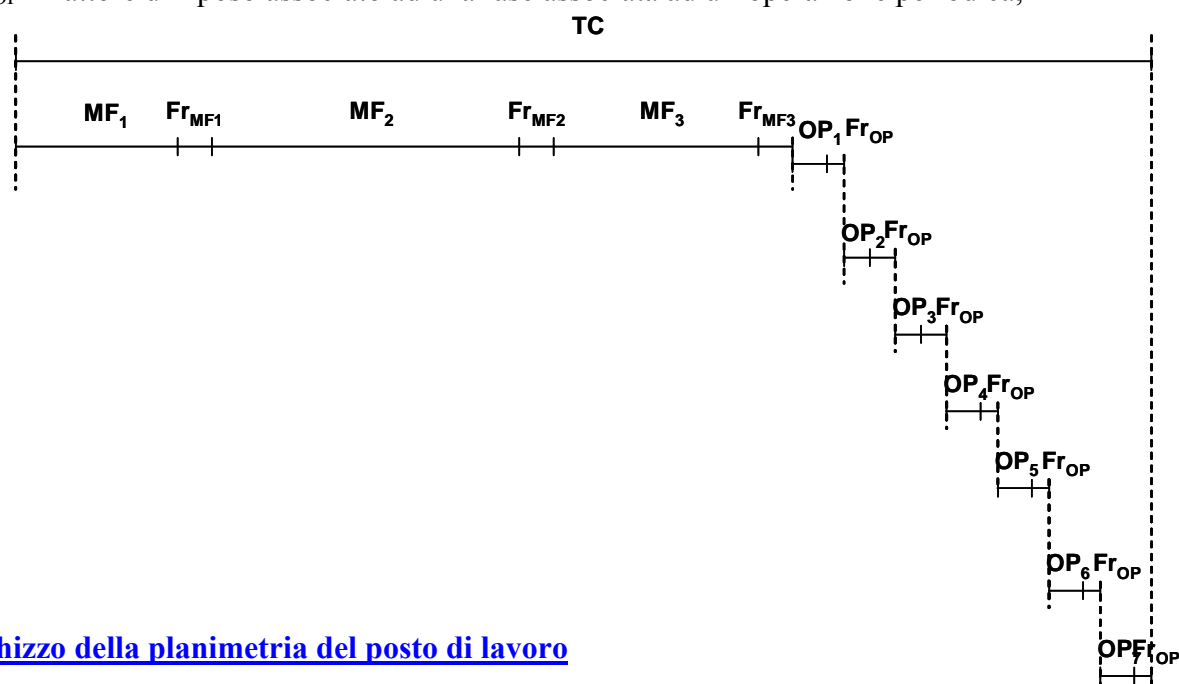 TC
MF1 FrMF1 MF2 FrMF2 MF3 FrMF3
OP1 FrOP
OP2 FrOP
OP3 FrOP
OP4 FrOP
OP5 FrOP
OP6 FrOP
hizzo della planimetria del posto di lavoro
OP7 FrOP